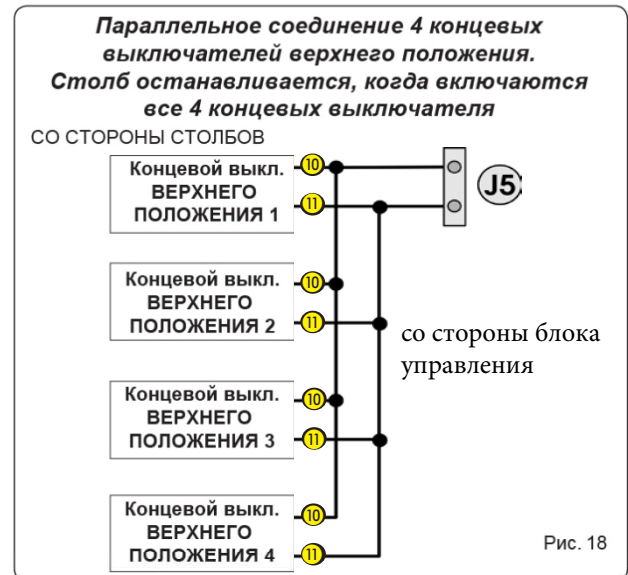 Параллельное соединение 4 концевых
выключателей верхнего положения.
Столб останавливается, когда включаются
все 4 концевых выключателя
СО СТОРОНЫ СТОЛБОВ
Концевой выкл.
ВЕРХНЕГО
ПОЛОЖЕНИЯ 1
10
11
J5
Концевой выкл.
ВЕРХНЕГО
ПОЛОЖЕНИЯ 2
10
11
со стороны блока
управления
Концевой выкл.
ВЕРХНЕГО
ПОЛОЖЕНИЯ 3
10
11
Концевой выкл.
ВЕРХНЕГО
ПОЛОЖЕНИЯ 4
10
11
Рис. 18